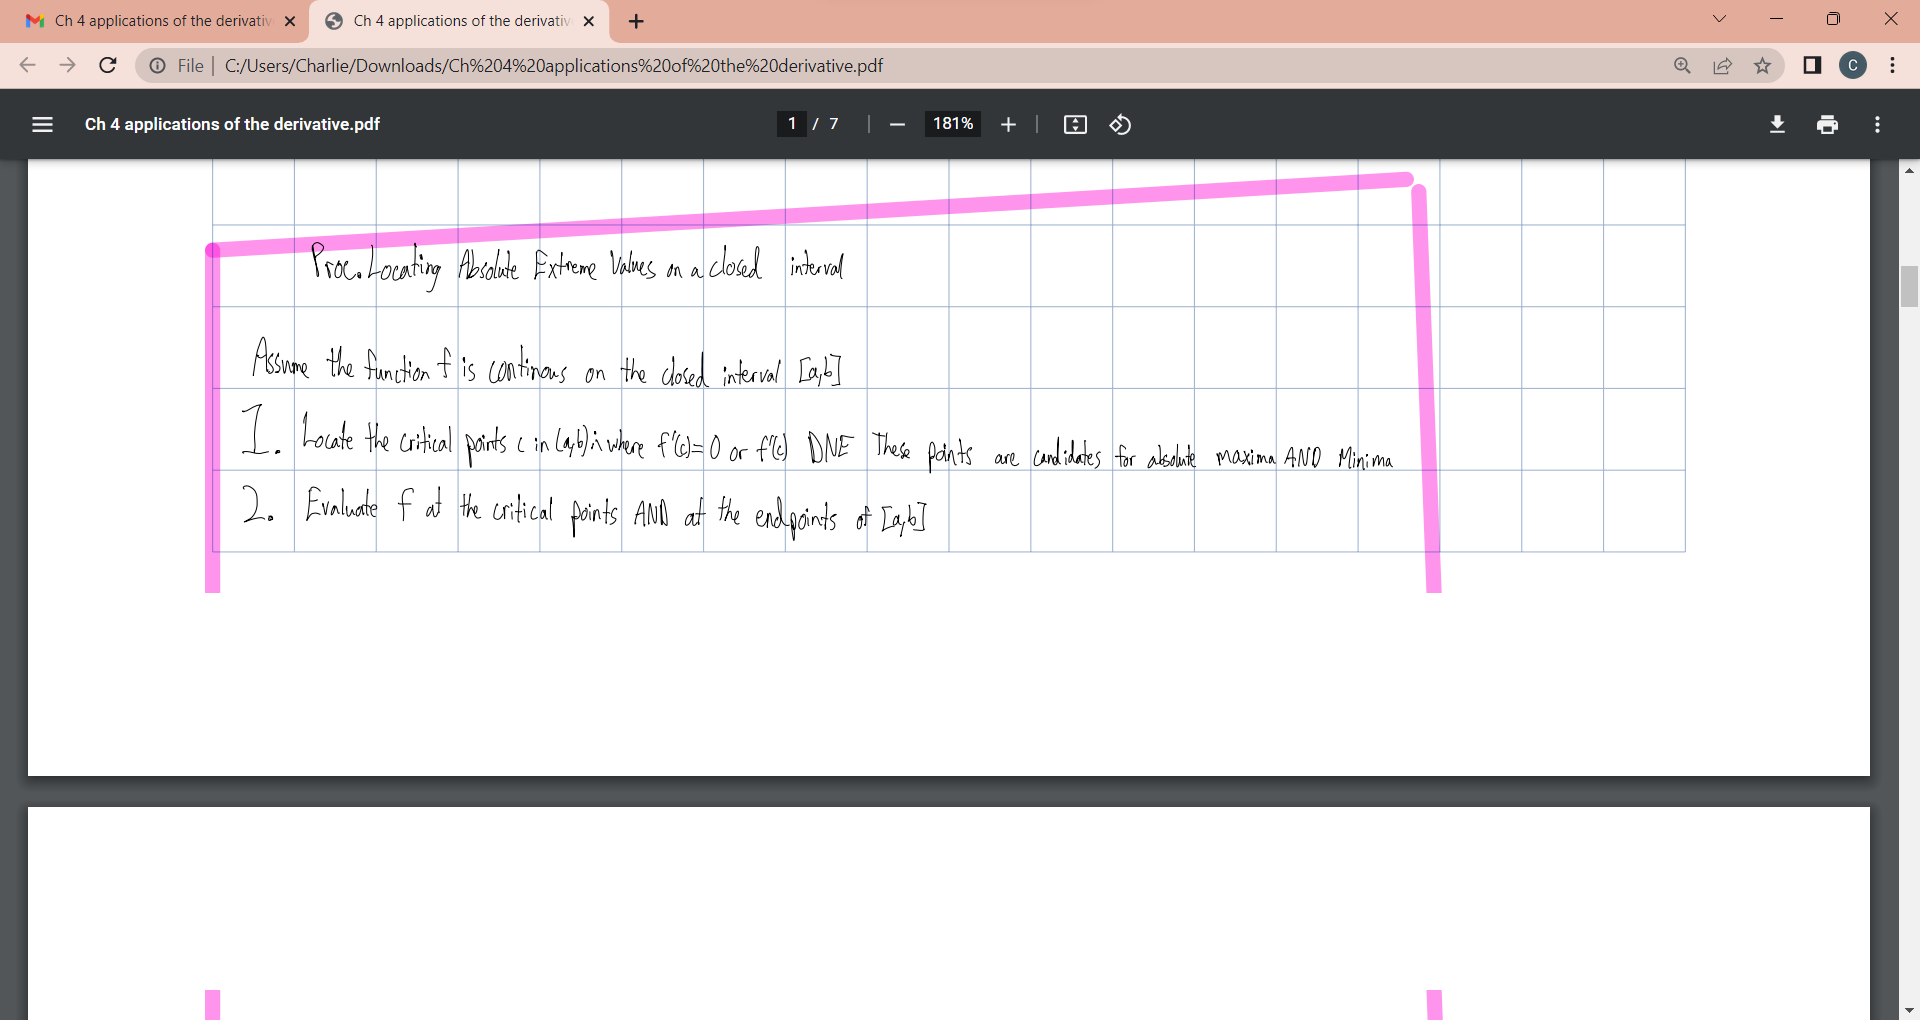 Ch 4 applications of the derivativ
Ch 4 applications of the derivativ
File
C:/Users/Charlie/Downloads/Ch%204%20applications%20of%20the%20derivative.pdf
C
Ch 4 applications of the derivative.pdf
1 / 7
181%
Proc. Locating Absolute Extreme Values on a closed interval
Assume the function f is continous on the closed interval [a,b]
1. Locate the critical points c in (a,b) where f'(c)=0 or f'(c) DNE These points are candidates for absolute maxima AND Minima
2. Evaluate f at the critical points AND at the endpoints of [a,b]